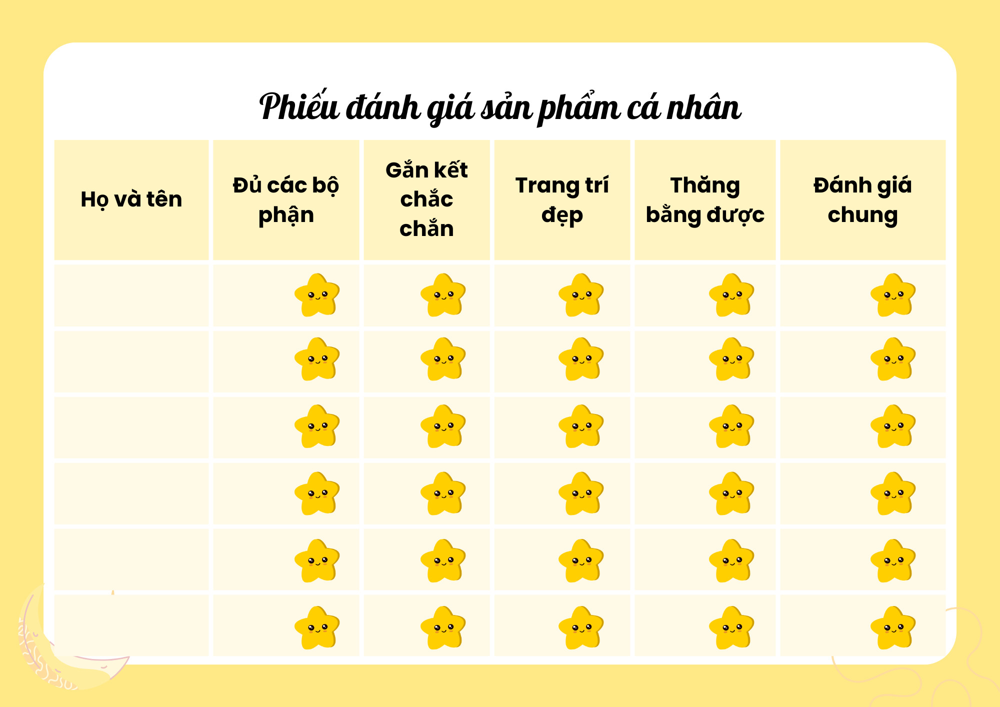 Phiếu đánh giá sản phẩm cá nhân
Họ và tên
Đủ các bộ
phận
Gắn kết
chắc
chắn
Trang trí
đẹp
Thăng
bằng được
Đánh giá
chung